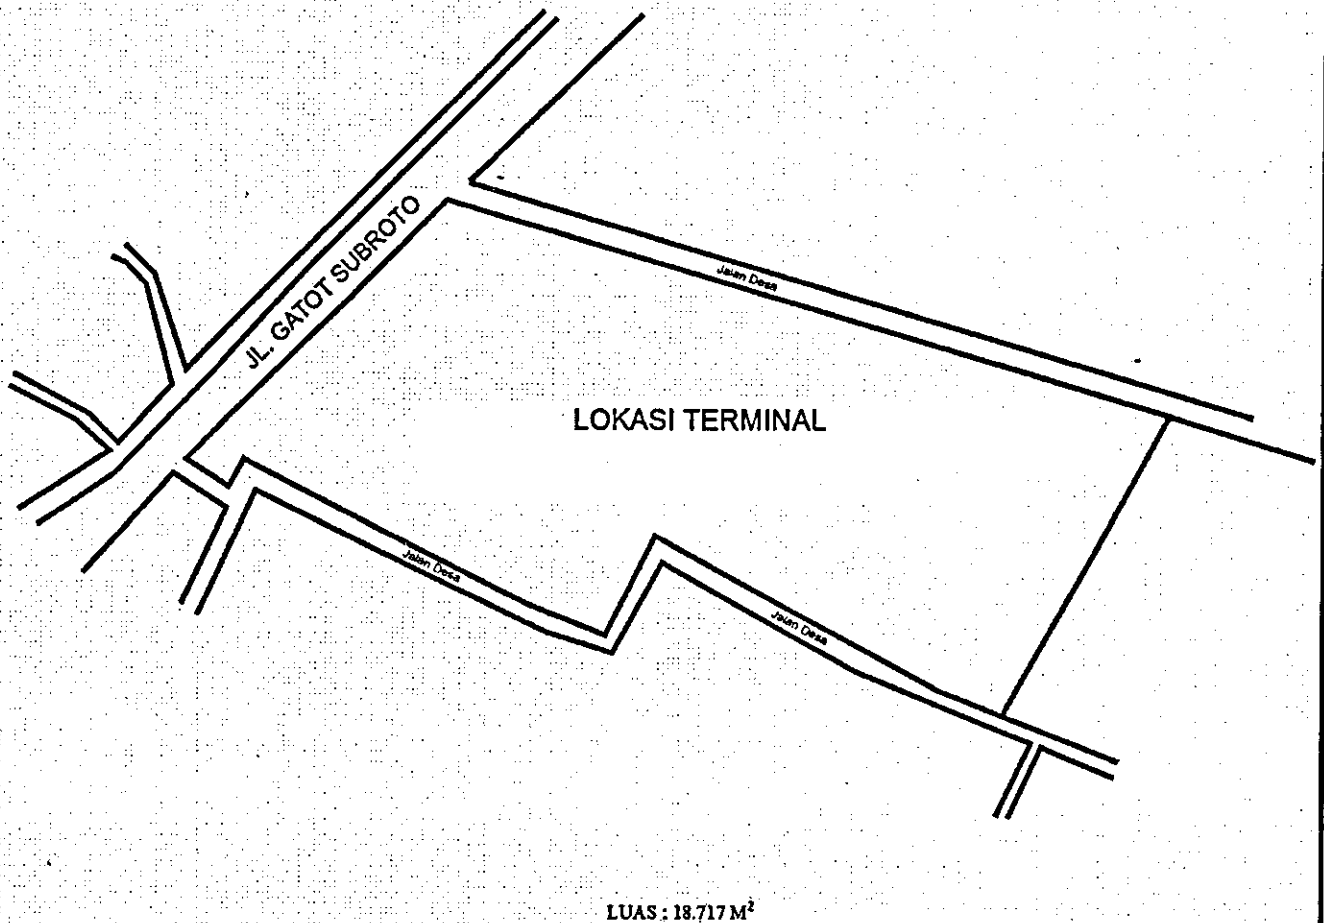 JL. GATOT SUBROTO
Jalan Desa
LOKASI TERMINAL
Jalan Desa
Jalan Desa
LUAS : 18.717 M²